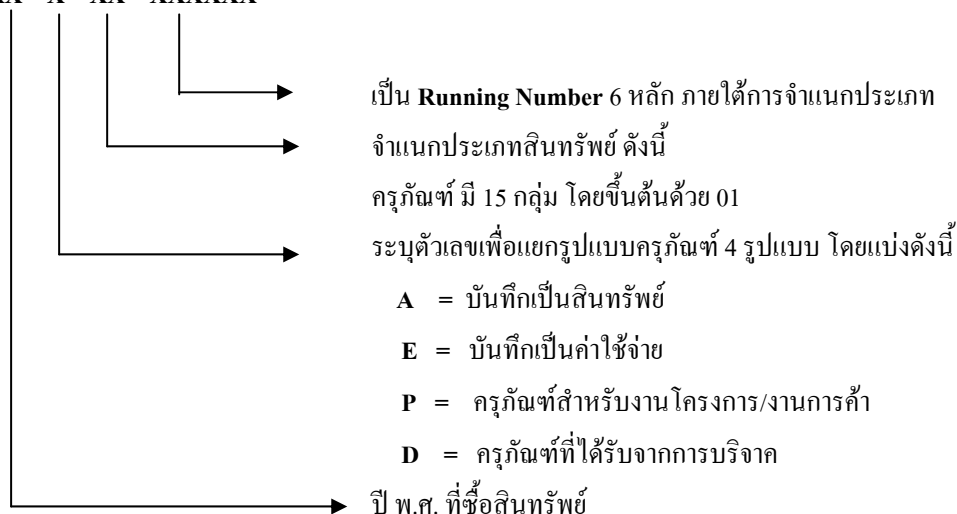 เป็น Running Number 6 หลัก ภายใต้การจำแนกประเภท
จำแนกประเภทสินทรัพย์ ดังนี้
ครุภัณฑ์ มี 15 กลุ่ม โดยขึ้นต้นด้วย 01
ระบุตัวเลขเพื่อแยกรูปแบบครุภัณฑ์ 4 รูปแบบ โดยแบ่งดังนี้
A = บันทึกเป็นสินทรัพย์
E = บันทึกเป็นค่าใช้จ่าย
P = ครุภัณฑ์สำหรับงานโครงการ/งานการค้า
D = ครุภัณฑ์ที่ได้รับจากการบริจาค
ปี พ.ศ. ที่ซื้อสินทรัพย์